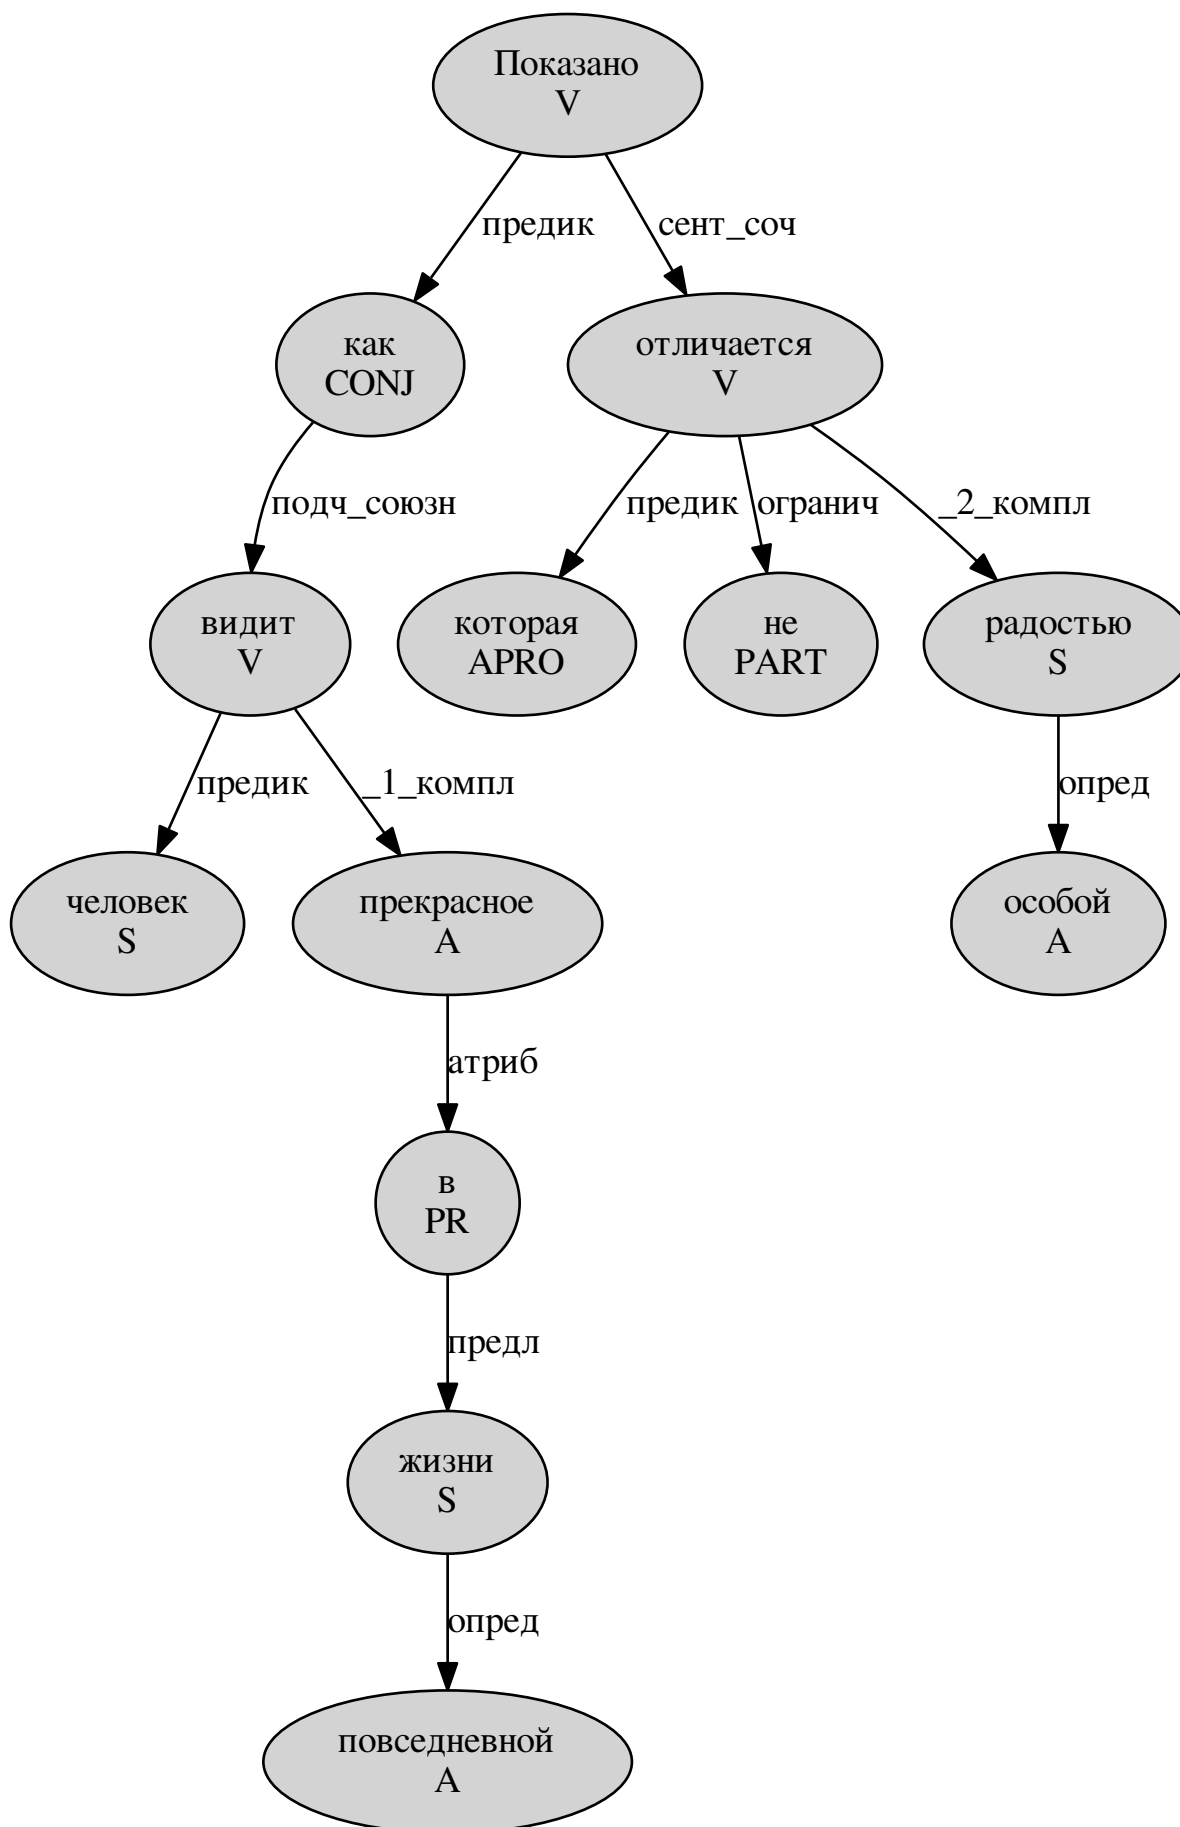 Показано
V
предик
сент_соч
как
CONJ
отличается
V
подч_союзн
предик
огранич
_2_компл
видит
V
которая
APRO
не
PART
радостью
S
предик
_1_компл
опред
человек
S
прекрасное
A
особой
A
атриб
в
PR
предл
жизни
S
опред
повседневной
A